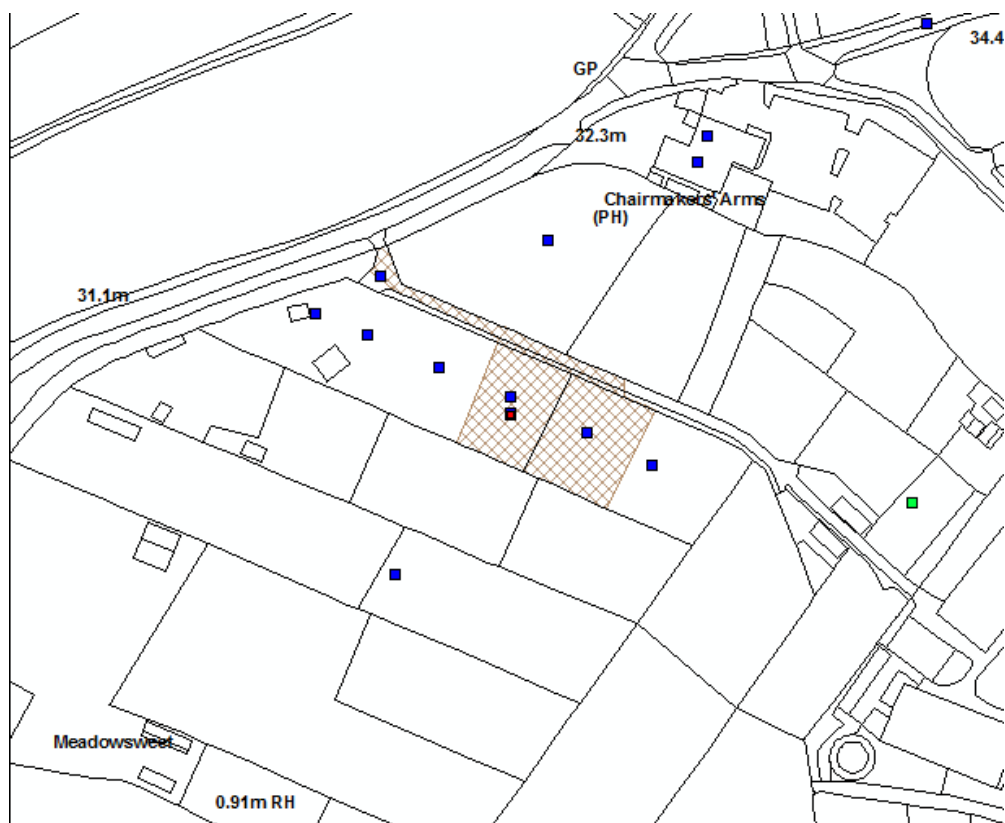 34.4
GP
32.3m
Chairmakers' Arms
(PH)
31.1m
Meadowsweet
0.91m RH